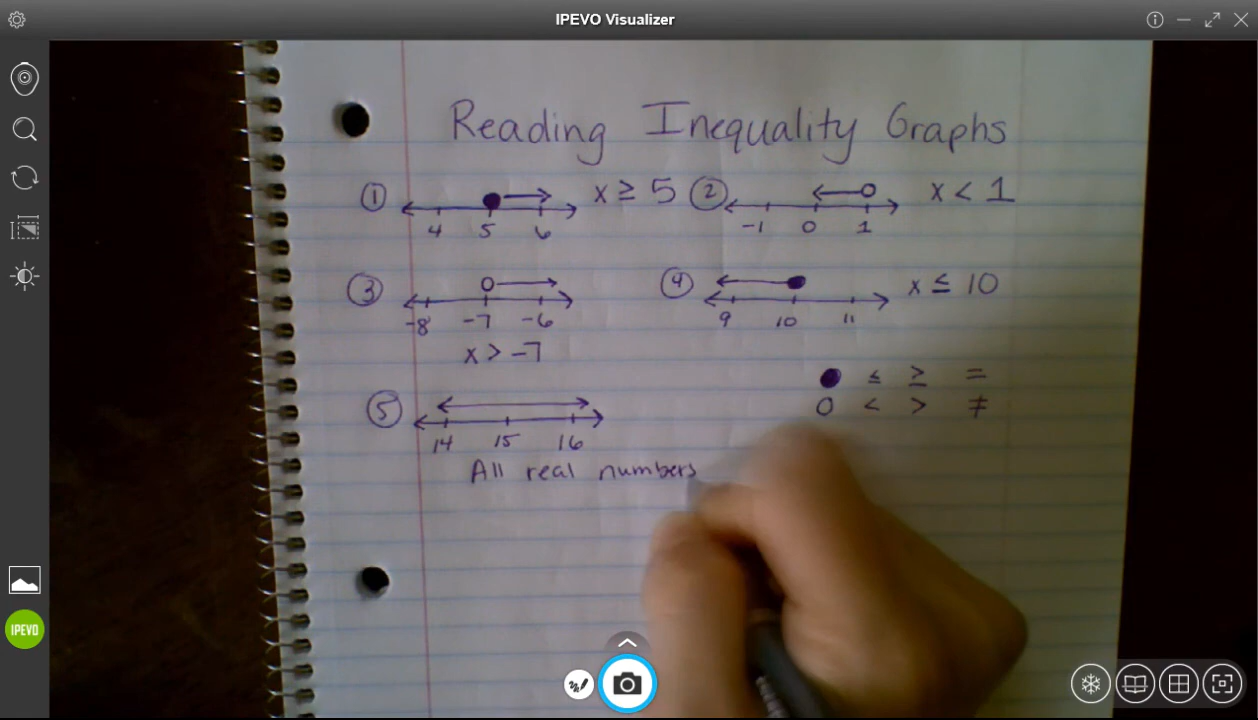 IPEVO Visualizer
Reading Inequality Graphs
① 4 5 6 x ≥ 5
② -1 0 1 x < 1
③ -8 -7 -6
x > -7
④ 9 10 11 x ≤ 10
≤ ≥ =
< > ≠
⑤ 14 15 16
All real numbers
IPEVO